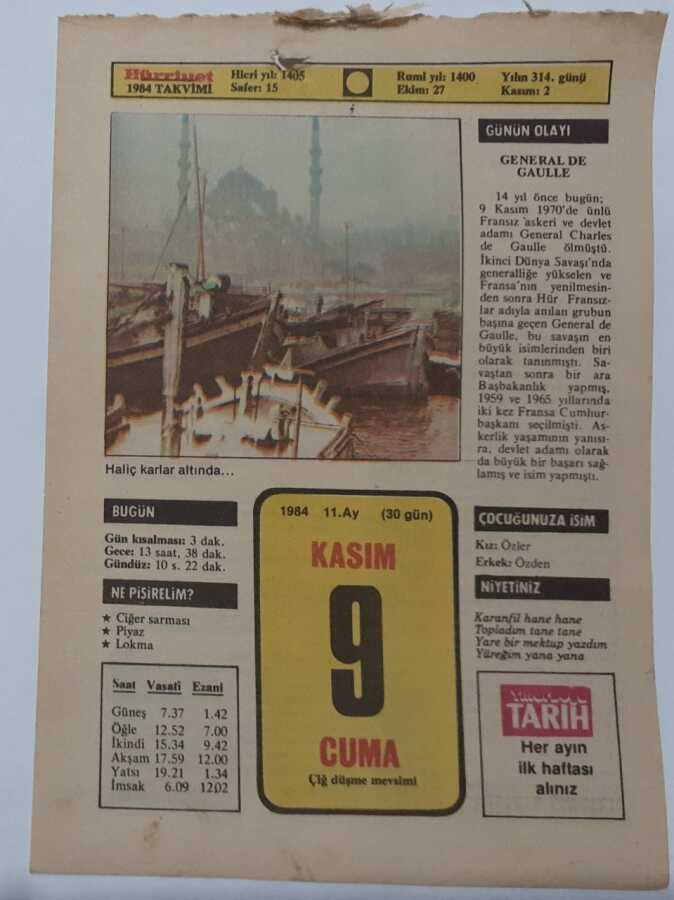 Hürriyet
1984 TAKVİMİ
Hicri yıl: 1405
Safer: 15
Rumi yıl: 1400
Ekim: 27
Yılın 314. günü
Kasım: 2
GÜNÜN OLAYI
GENERAL DE
GAULLE
14 yıl önce bugün;
9 Kasım 1970'de ünlü
Fransız askeri ve devlet
adamı General Charles
de Gaulle ölmüştü.
İkinci Dünya Savaşı'nda
generalliğe yükselen ve
Fransa'nın yenilmesin-
den sonra Hür Fransız-
lar adıyla anılan grubun
başına geçen General de
Gaulle, bu savaşın en
büyük isimlerinden biri
olarak tanınmıştı. Sa-
vaştan sonra bir ara
Başbakanlık yapmış,
1959 ve 1965 yıllarında
iki kez Fransa Cumhur-
başkanı seçilmişti. As-
kerlik yaşamının yanısı-
ra, devlet adamı olarak
da büyük bir başarı sağ-
lamış ve isim yapmıştı.
Haliç karlar altında...
BUGÜN
Gün kısalması: 3 dak.
Gece: 13 saat, 38 dak.
Gündüz: 10 s. 22 dak.
NE PİŞİRELİM?
★ Ciğer sarması
★ Piyaz
★ Lokma
Saat Vasatî Ezani
Güneş 7.37 1.42
Öğle 12.52 7.00
İkindi 15.34 9.42
Akşam 17.59 12.00
Yatsı 19.21 1.34
İmsak 6.09 12.02
1984 11.Ay (30 gün)
KASIM
9
CUMA
Çiğ düşme mevsimi
ÇOCUĞUNUZA İSİM
Kız: Özler
Erkek: Özden
NİYETİNİZ
Karanfil hane hane
Topladım tane tane
Yare bir mektup yazdım
Yüreğim yana yana
TARİH
Her ayın
ilk haftası
alınız